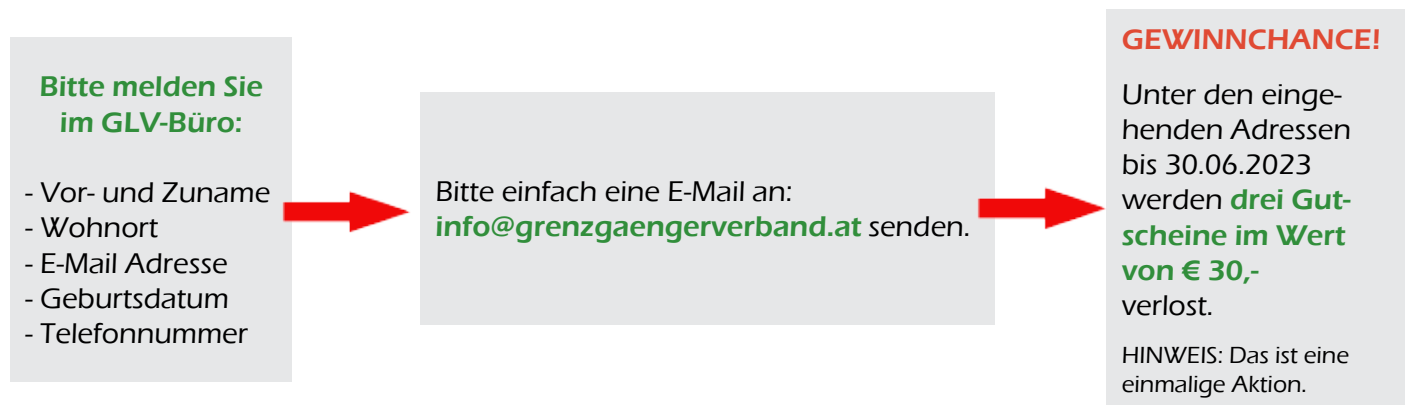 Bitte melden Sie
im GLV-Büro:
- Vor- und Zuname
- Wohnort
- E-Mail Adresse
- Geburtsdatum
- Telefonnummer
Bitte einfach eine E-Mail an:
info@grenzgaengerverband.at senden.
GEWINNCHANCE!
Unter den einge-
henden Adressen
bis 30.06.2023
werden drei Gut-
scheine im Wert
von € 30,-
verlost.
HINWEIS: Das ist eine
einmalige Aktion.